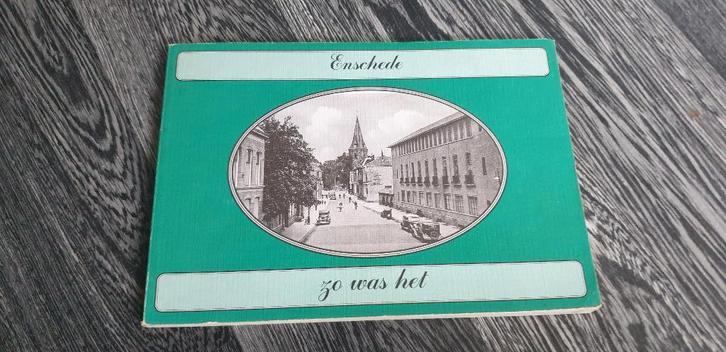 Enschede
zo was het